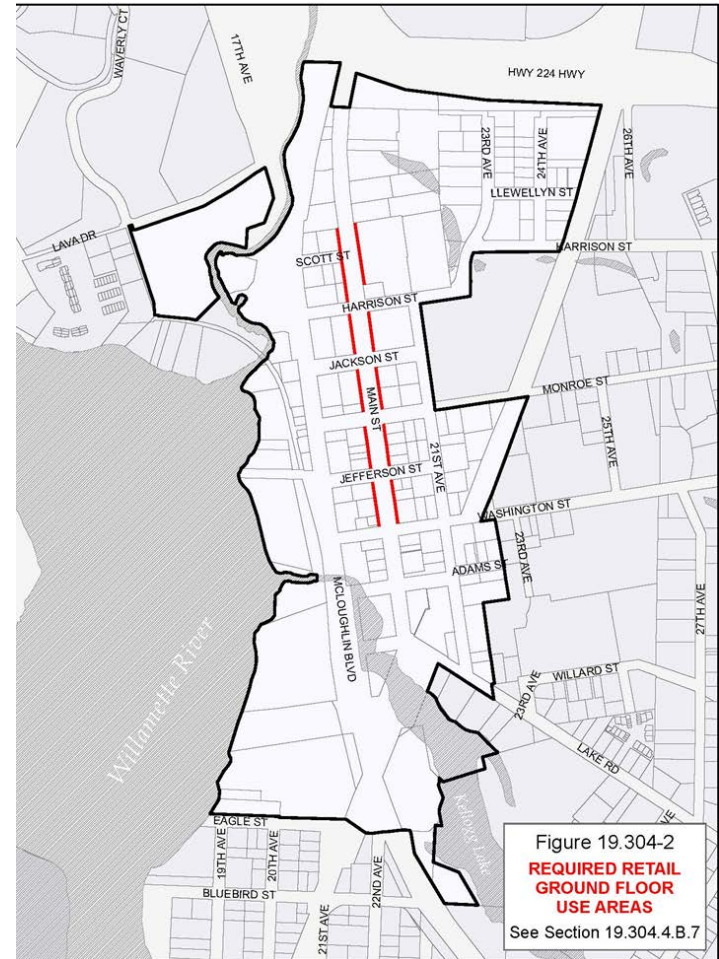 WAVERLY CT
17TH AVE
HWY 224 HWY
23RD AVE
24TH AVE
26TH AVE
LLEWELLYN ST
LAVA DR
SCOTT ST
HARRISON ST
HARRISON ST
JACKSON ST
MAIN ST
MONROE ST
21ST AVE
25TH AVE
JEFFERSON ST
WASHINGTON ST
23RD AVE
ADAMS ST
MCLOUGHLIN BLVD
27TH AVE
Willamette River
WILLARD ST
23RD AVE
LAKE RD
Kellogg Lake
EAGLE ST
19TH AVE
20TH AVE
22ND AVE
BLUEBIRD ST
21ST AVE
VE
Figure 19.304-2
REQUIRED RETAIL
GROUND FLOOR
USE AREAS
See Section 19.304.4.B.7